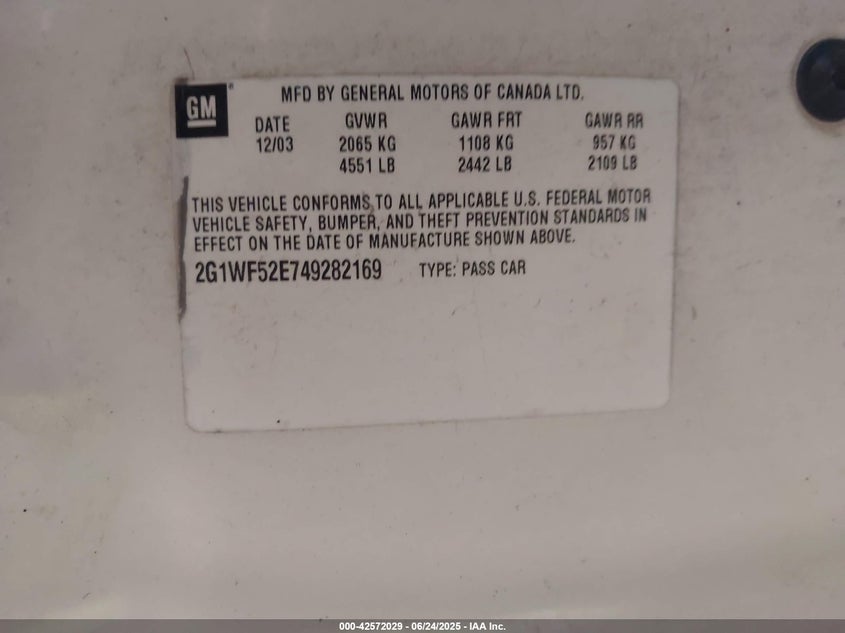 GM
MFD BY GENERAL MOTORS OF CANADA LTD.
DATE GVWR GAWR FRT GAWR RR
12/03 2065 KG 1108 KG 957 KG
4551 LB 2442 LB 2109 LB
THIS VEHICLE CONFORMS TO ALL APPLICABLE U.S. FEDERAL MOTOR
VEHICLE SAFETY, BUMPER, AND THEFT PREVENTION STANDARDS IN
EFFECT ON THE DATE OF MANUFACTURE SHOWN ABOVE.
2G1WF52E749282169 TYPE: PASS CAR
000-42572029 - 06/24/2025 - IAA Inc.